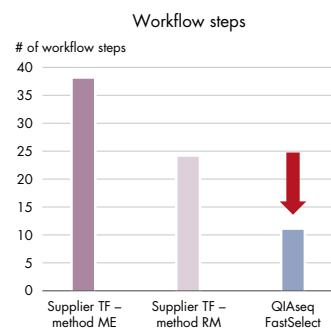 Workflow steps
# of workflow steps
40
35
30
25
20
15
10
5
0
Supplier TF –
method ME
Supplier TF –
method RM
QIAseq
FastSelect